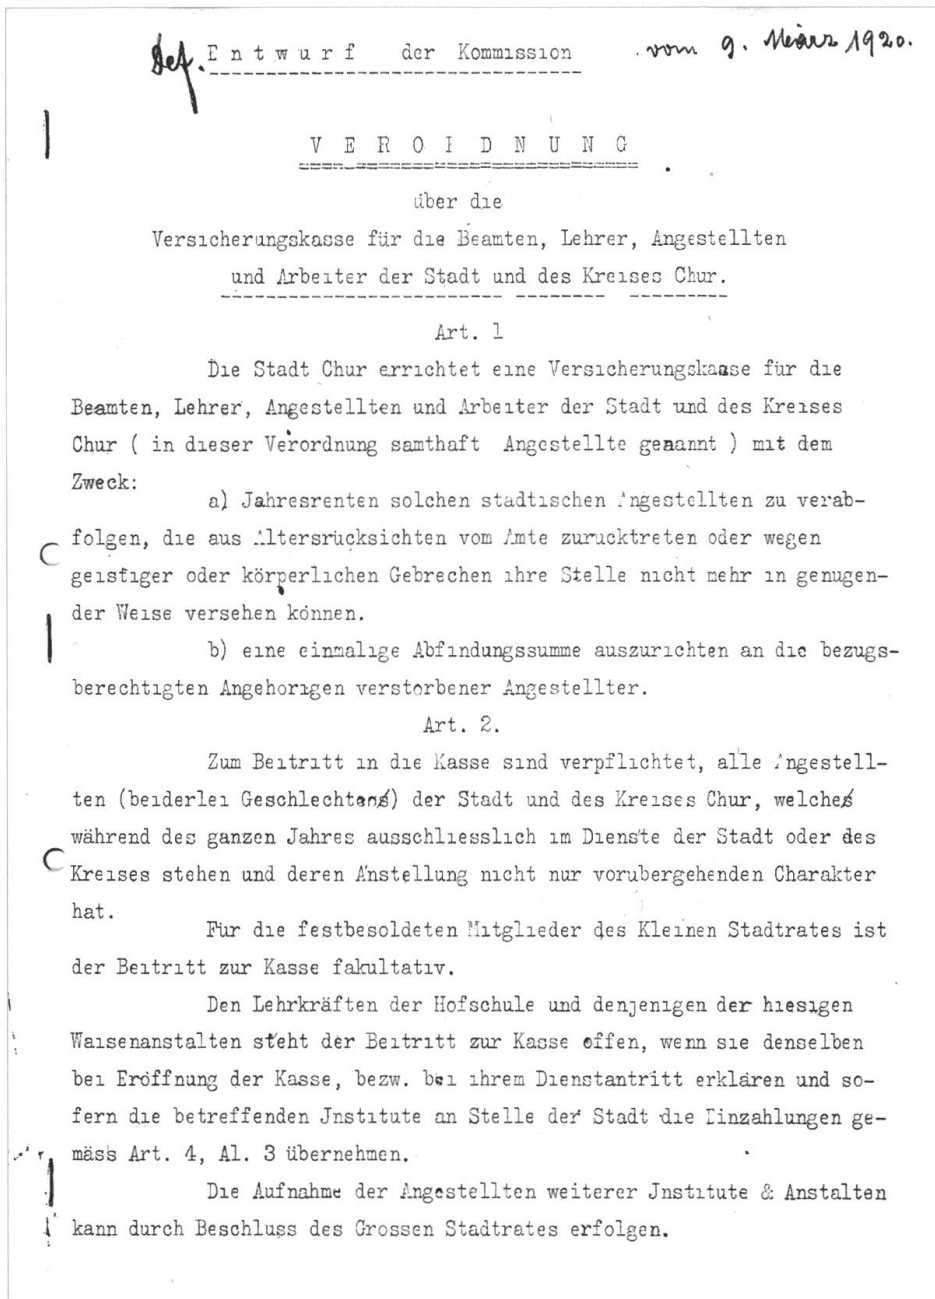 Def. Entwurf der Kommission vom 9. März 1920.
VEROIDNUNG
über die
Versicherungskasse für die Beamten, Lehrer, Angestellten
und Arbeiter der Stadt und des Kreises Chur.
Art. 1
Die Stadt Chur errichtet eine Versicherungskaase für die
Beamten, Lehrer, Angestellten und Arbeiter der Stadt und des Kreises
Chur ( in dieser Verordnung samthaft Angestellte genannt ) mit dem
Zweck:
a) Jahresrenten solchen stadtischen Angestellten zu verab-
folgen, die aus Altersrücksichten vom Amte zurucktreten oder wegen
geistiger oder körperlichen Gebrechen ihre Stelle nicht mehr in genugen-
der Weise versehen können.
b) eine einmalige Abfindungssumme auszurichten an die bezugs-
berechtigten Angehorigen verstorbener Angestellter.
Art. 2.
Zum Beitritt in die Kasse sind verpflichtet, alle Angestell-
ten (beiderlei Geschlechtens) der Stadt und des Kreises Chur, welches
während des ganzen Jahres ausschliesslich im Dienste der Stadt oder des
Kreises stehen und deren Anstellung nicht nur vorubergehenden Charakter
hat.
Für die festbesoldeten Mitglieder des Kleinen Stadtrates ist
der Beitritt zur Kasse fakultativ.
Den Lehrkräften der Hofschule und denjenigen der hiesigen
Waisenanstalten steht der Beitritt zur Kasse offen, wenn sie denselben
bei Eröffnung der Kasse, bezw. bei ihrem Dienstantritt erklären und so-
fern die betreffenden Jnstitute an Stelle der Stadt die Einzahlungen ge-
mäss Art. 4, Al. 3 übernehmen.
Die Aufnahme der Angestellten weiterer Jnstitute & Anstalten
kann durch Beschluss des Grossen Stadtrates erfolgen.